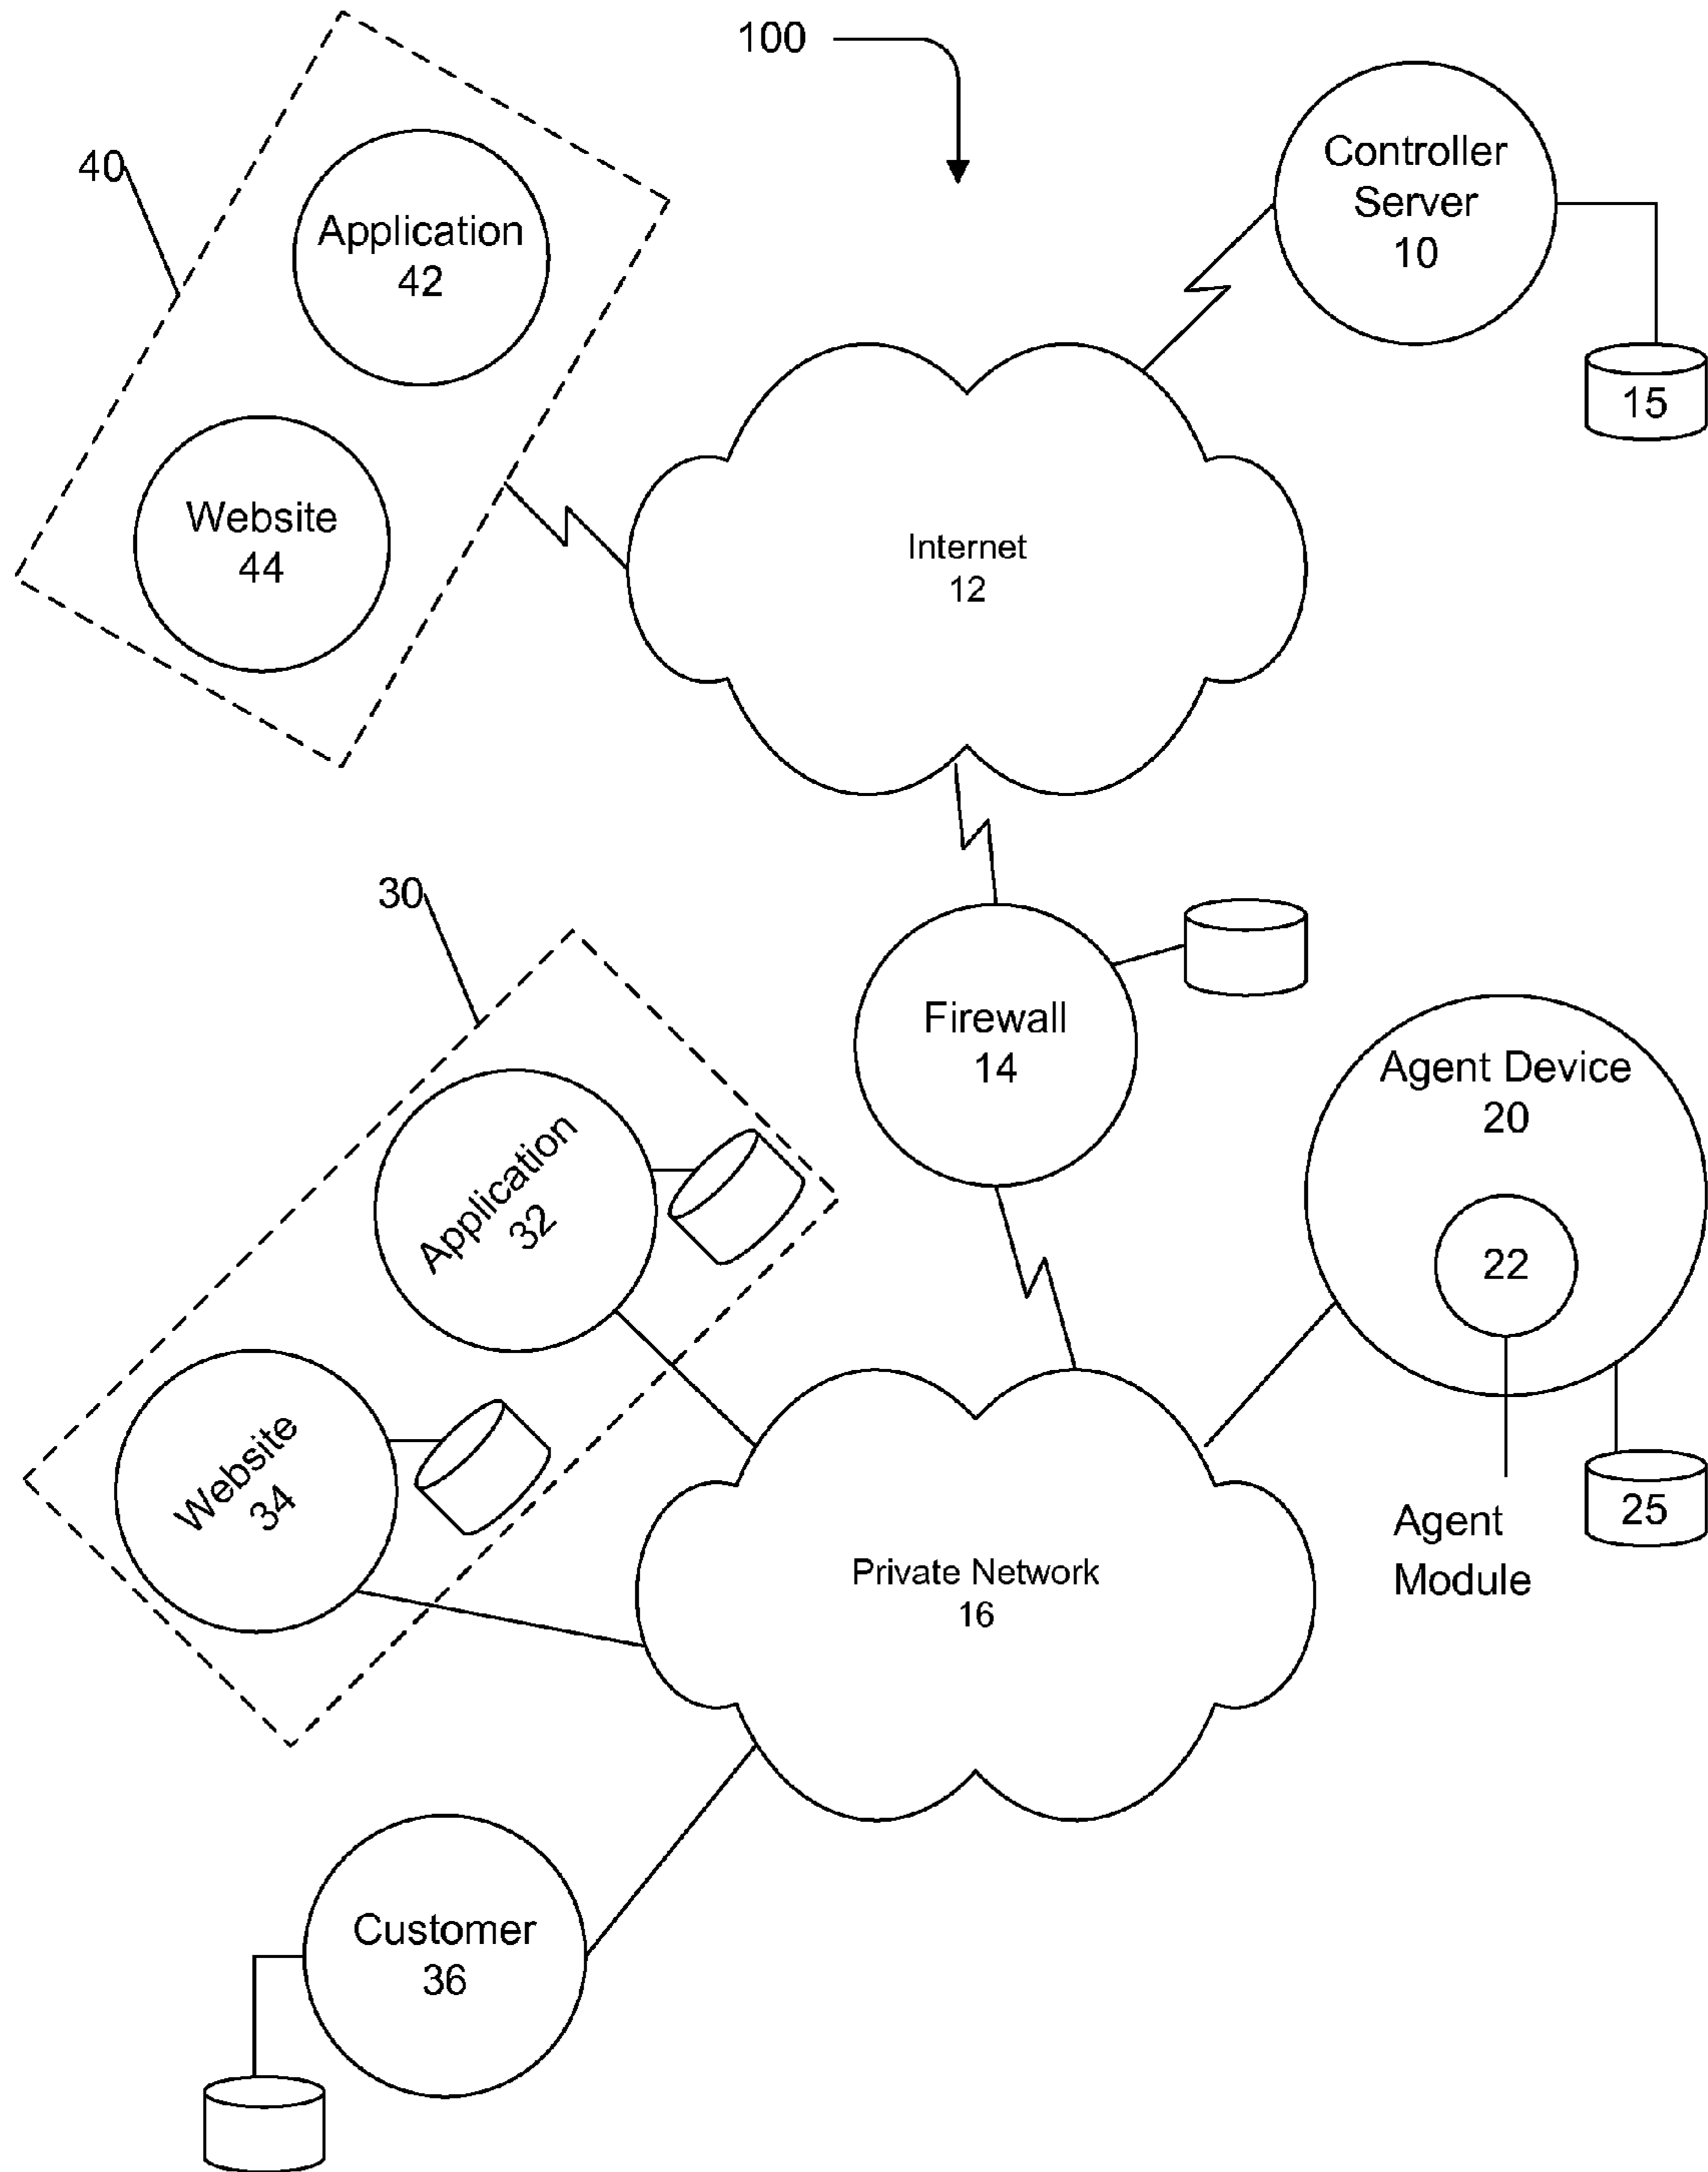 100
Controller
Server
10
15
40
Application
42
Website
44
Internet
12
30
Firewall
14
Agent Device
20
22
Agent
Module
25
Application
32
Website
34
Private Network
16
Customer
36